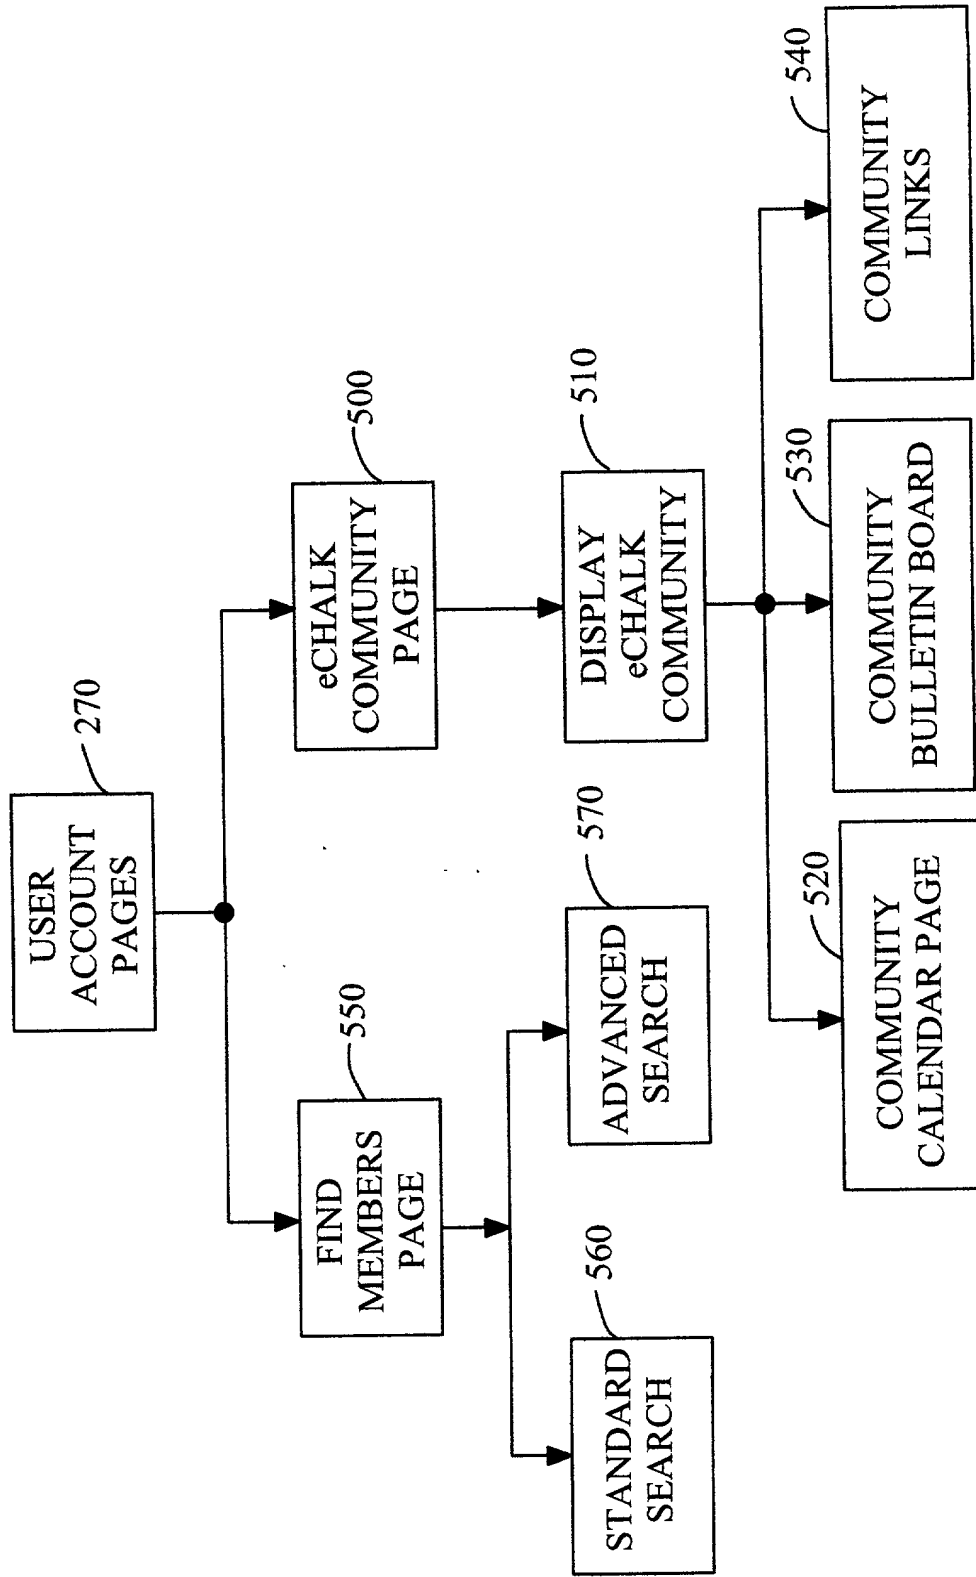 USER
ACCOUNT
PAGES
270
FIND
MEMBERS
PAGE
550
eCHALK
COMMUNITY
PAGE
500
STANDARD
SEARCH
560
ADVANCED
SEARCH
570
DISPLAY
eCHALK
COMMUNITY
510
COMMUNITY
CALENDAR PAGE
520
COMMUNITY
BULLETIN BOARD
530
COMMUNITY
LINKS
540